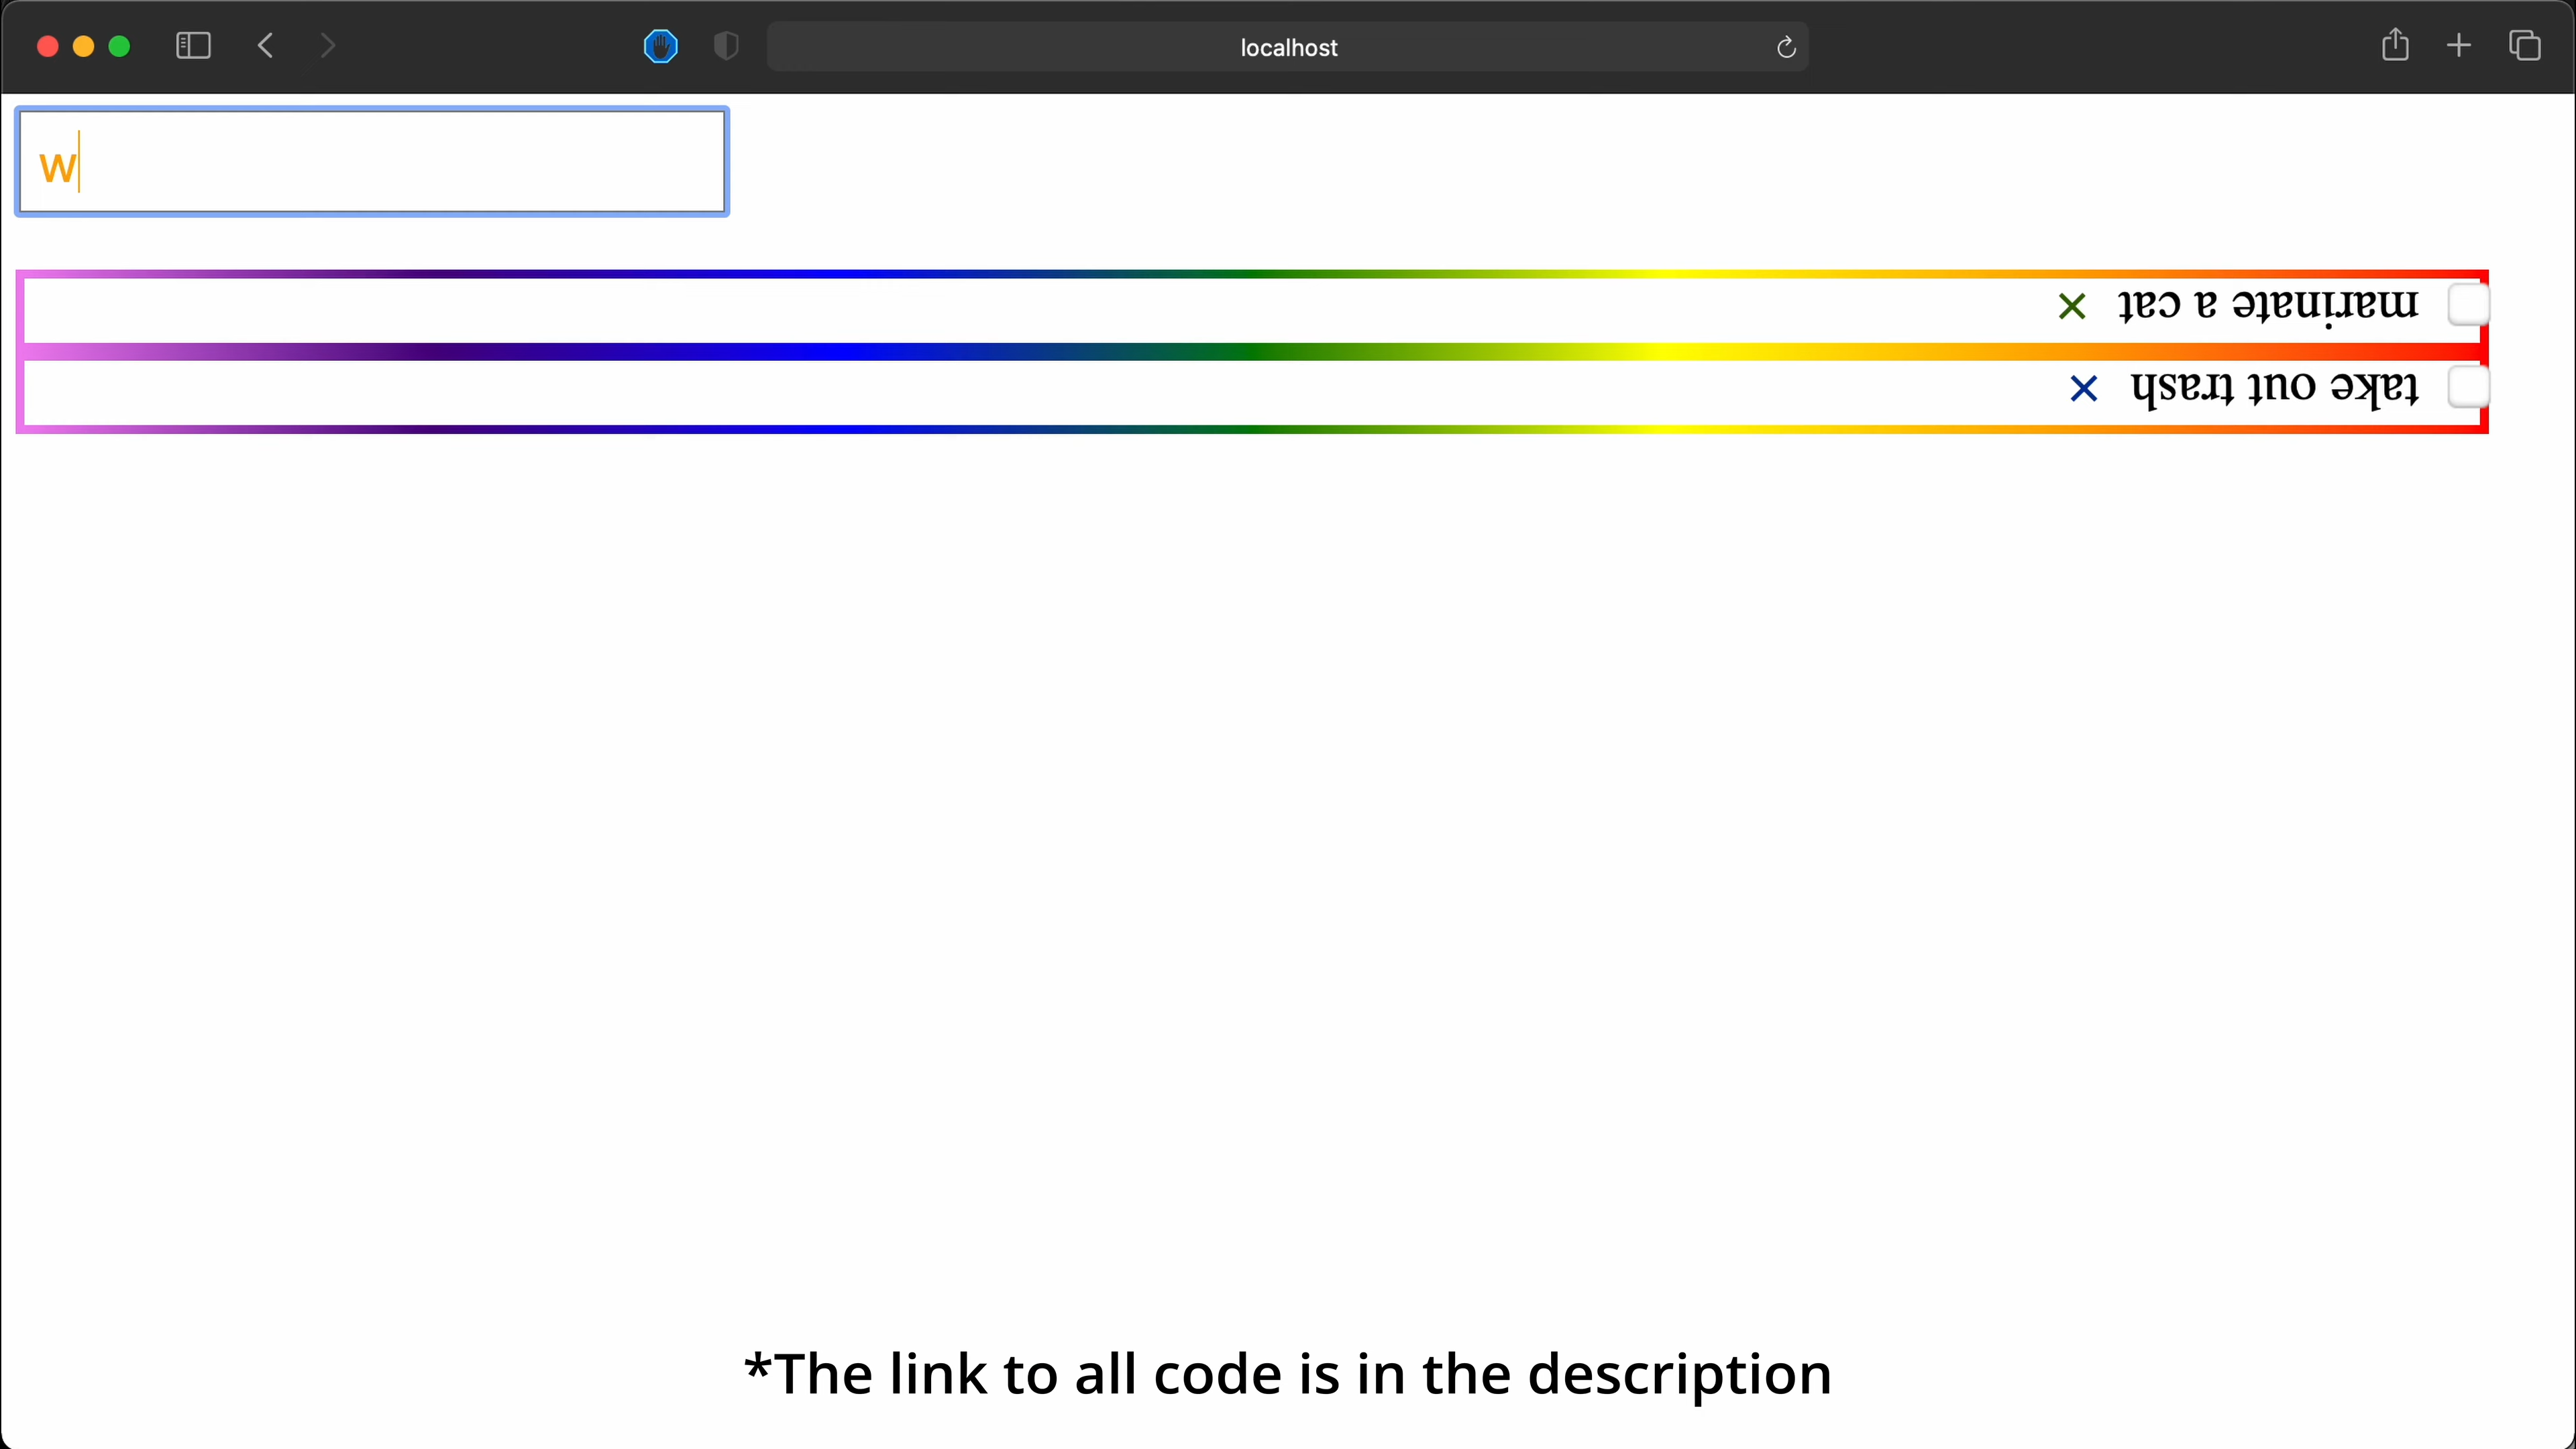 localhost
w
marinate a cat ×
take out trash ×
*The link to all code is in the description